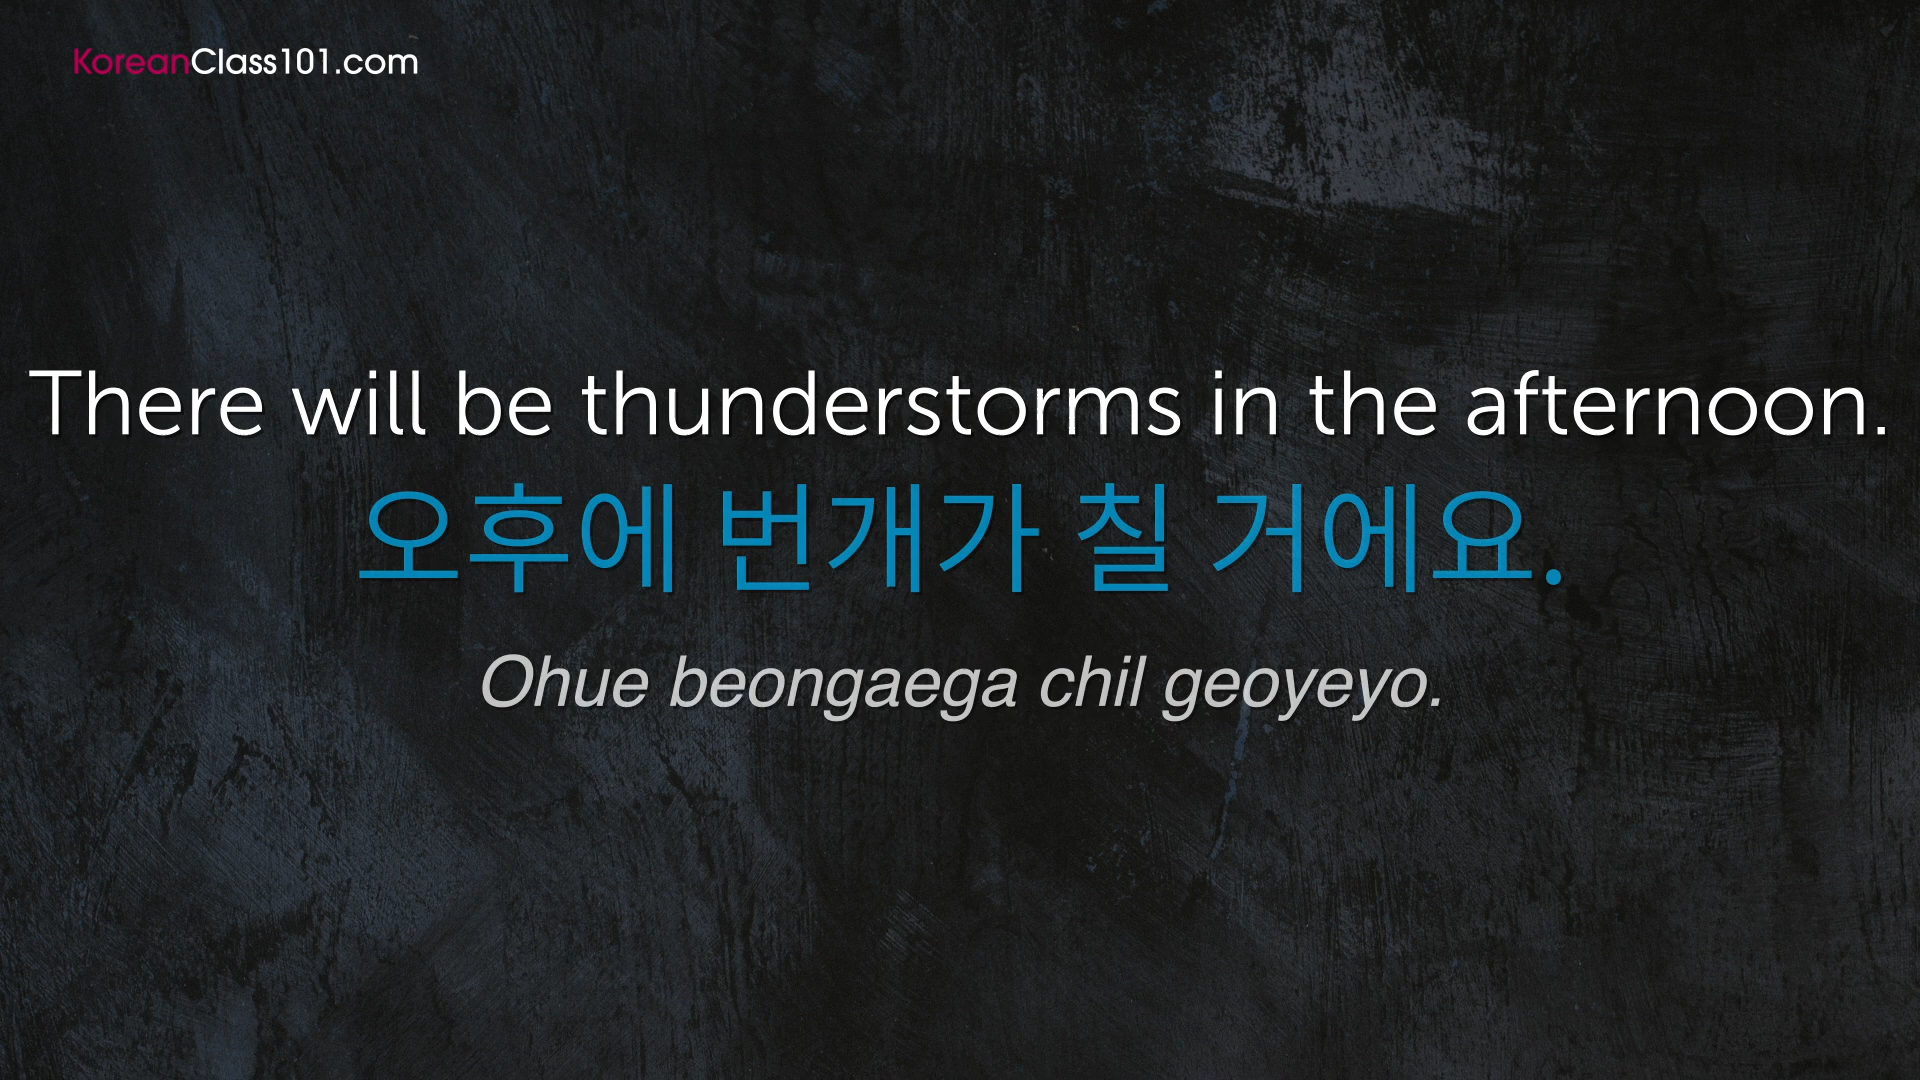 KoreanClass101.com
There will be thunderstorms in the afternoon.
오후에 번개가 칠 거에요.
Ohue beongaega chil geoyeyo.